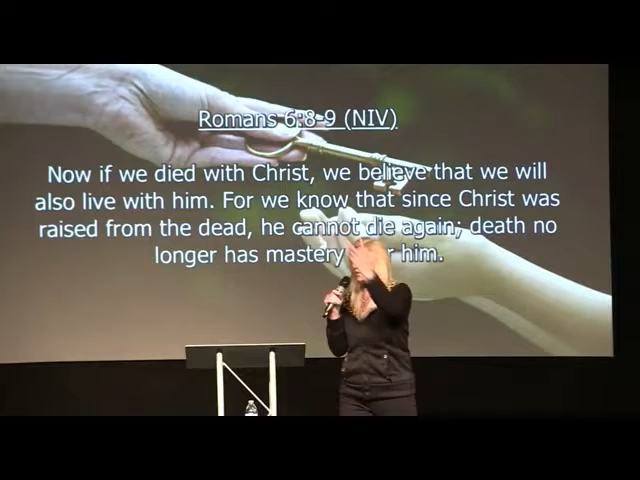 Romans 6:8-9 (NIV)
Now if we died with Christ, we believe that we will
also live with him. For we know that since Christ was
raised from the dead, he cannot die again; death no
longer has mastery him.